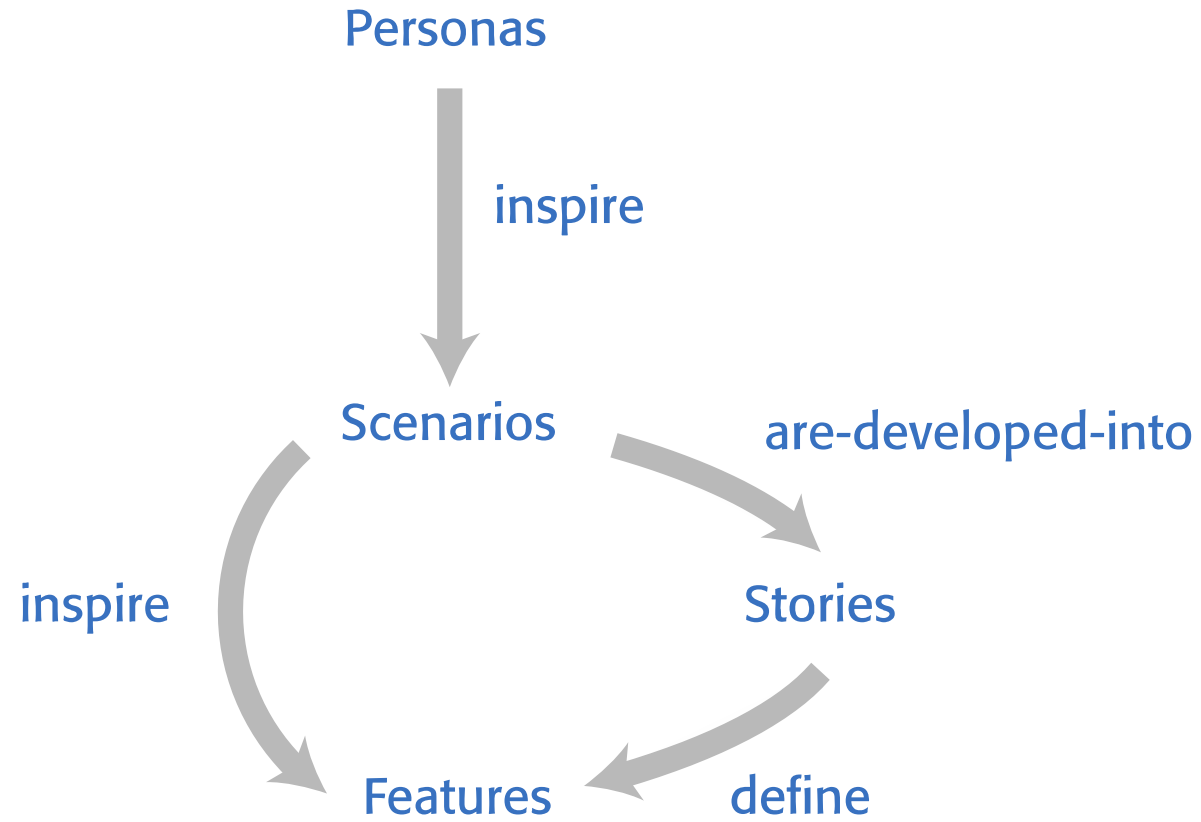 Personas
inspire
Scenarios
are-developed-into
inspire
Stories
Features
define